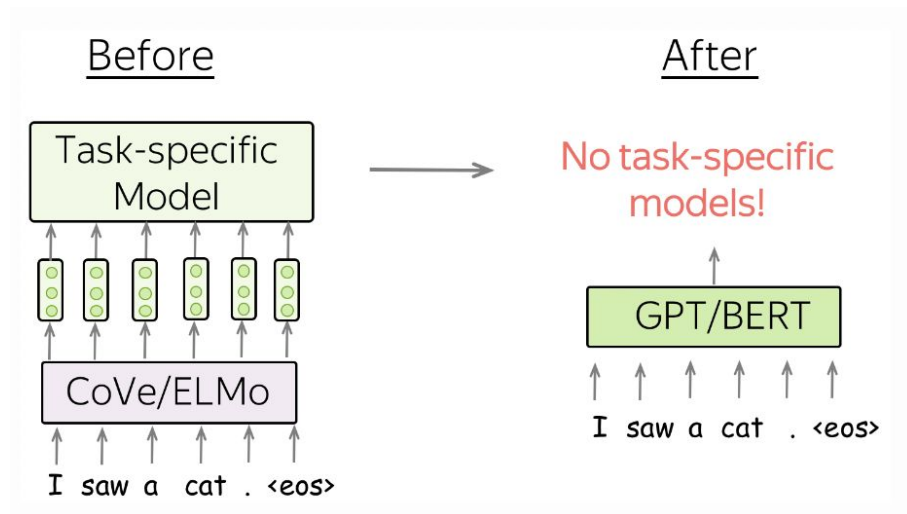 Before
Task-specific
Model
CoVe/ELMo
I saw a cat . <eos>
After
No task-specific
models!
GPT/BERT
I saw a cat . <eos>